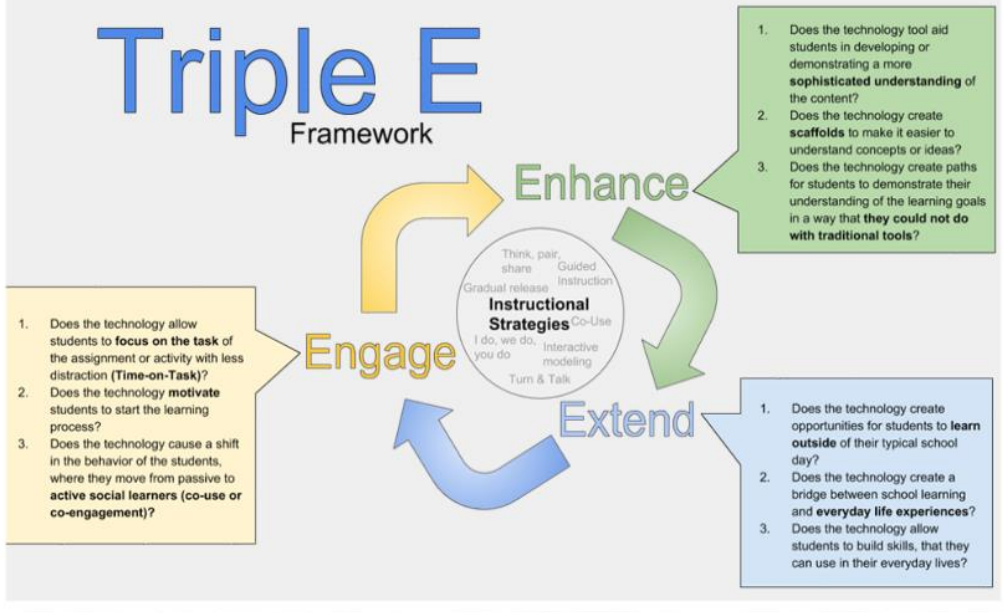 Triple E
Framework
Enhance
1. Does the technology tool aid
students in developing or
demonstrating a more
sophisticated understanding of
the content?
2. Does the technology create
scaffolds to make it easier to
understand concepts or ideas?
3. Does the technology create paths
for students to demonstrate their
understanding of the learning goals
in a way that they could not do
with traditional tools?
Think, pair,
share
Guided
Instruction
Gradual release
Instructional
Strategies
Co-Use
I do, we do,
you do
Interactive
modeling
Turn & Talk
Engage
1. Does the technology allow
students to focus on the task of
the assignment or activity with less
distraction (Time-on-Task)?
2. Does the technology motivate
students to start the learning
process?
3. Does the technology cause a shift
in the behavior of the students,
where they move from passive to
active social learners (co-use or
co-engagement)?
Extend
1. Does the technology create
opportunities for students to learn
outside of their typical school
day?
2. Does the technology create a
bridge between school learning
and everyday life experiences?
3. Does the technology allow
students to build skills, that they
can use in their everyday lives?